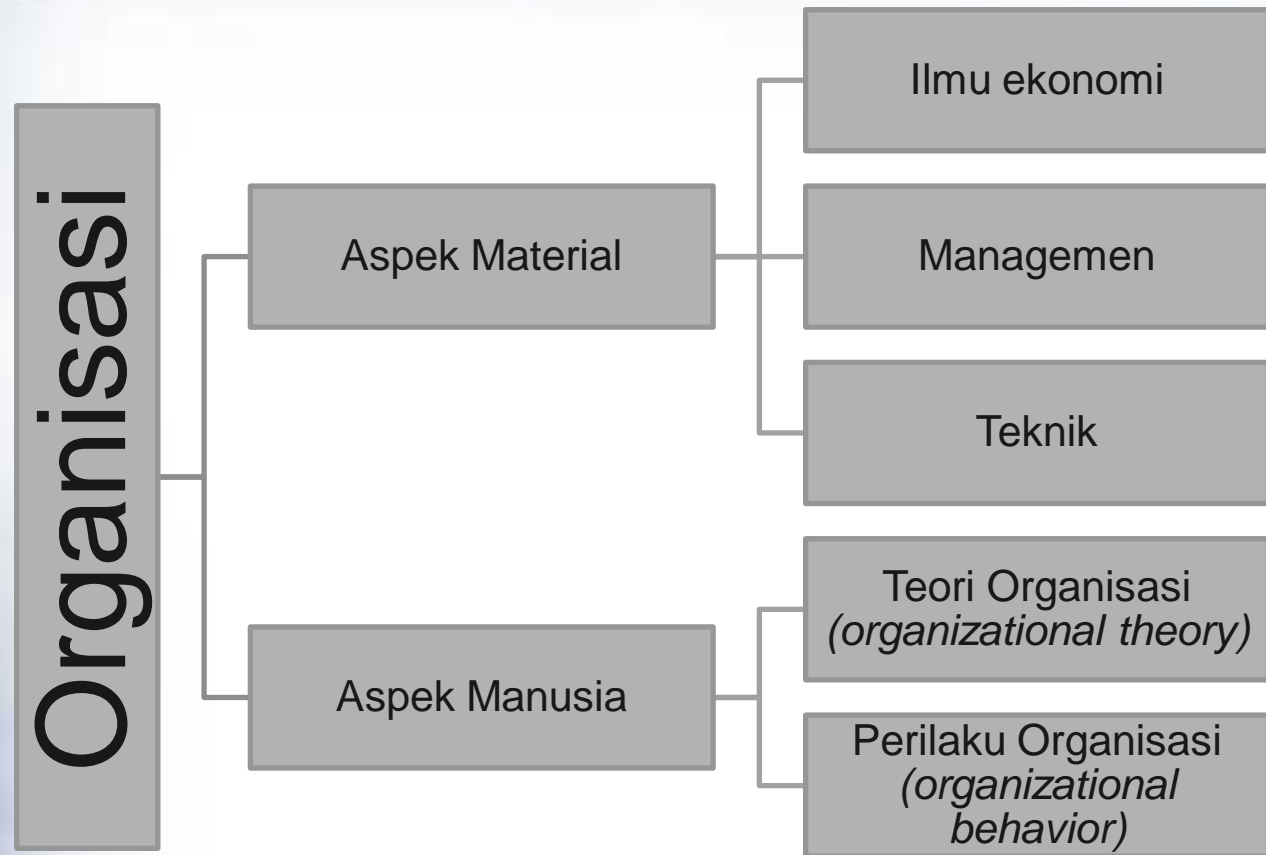 Organisasi
Aspek Material
Ilmu ekonomi
Managemen
Teknik
Aspek Manusia
Teori Organisasi
(organizational theory)
Perilaku Organisasi
(organizational
behavior)